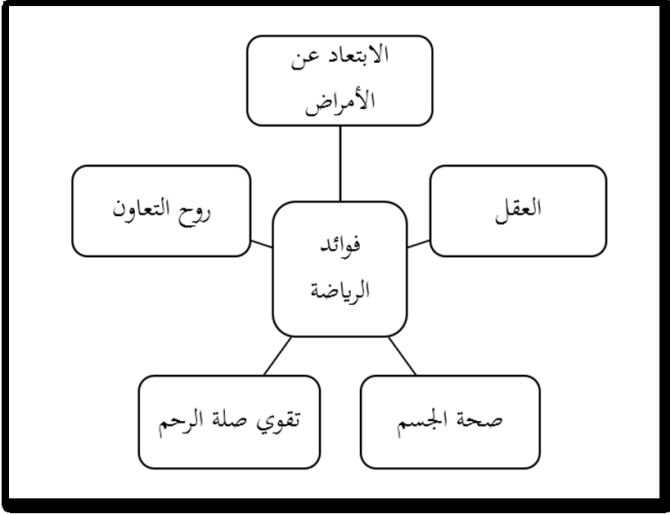 الابتعاد عن
الأمراض
العقل
روح التعاون
فوائد
الرياضة
صحة الجسم
تقوي صلة الرحم